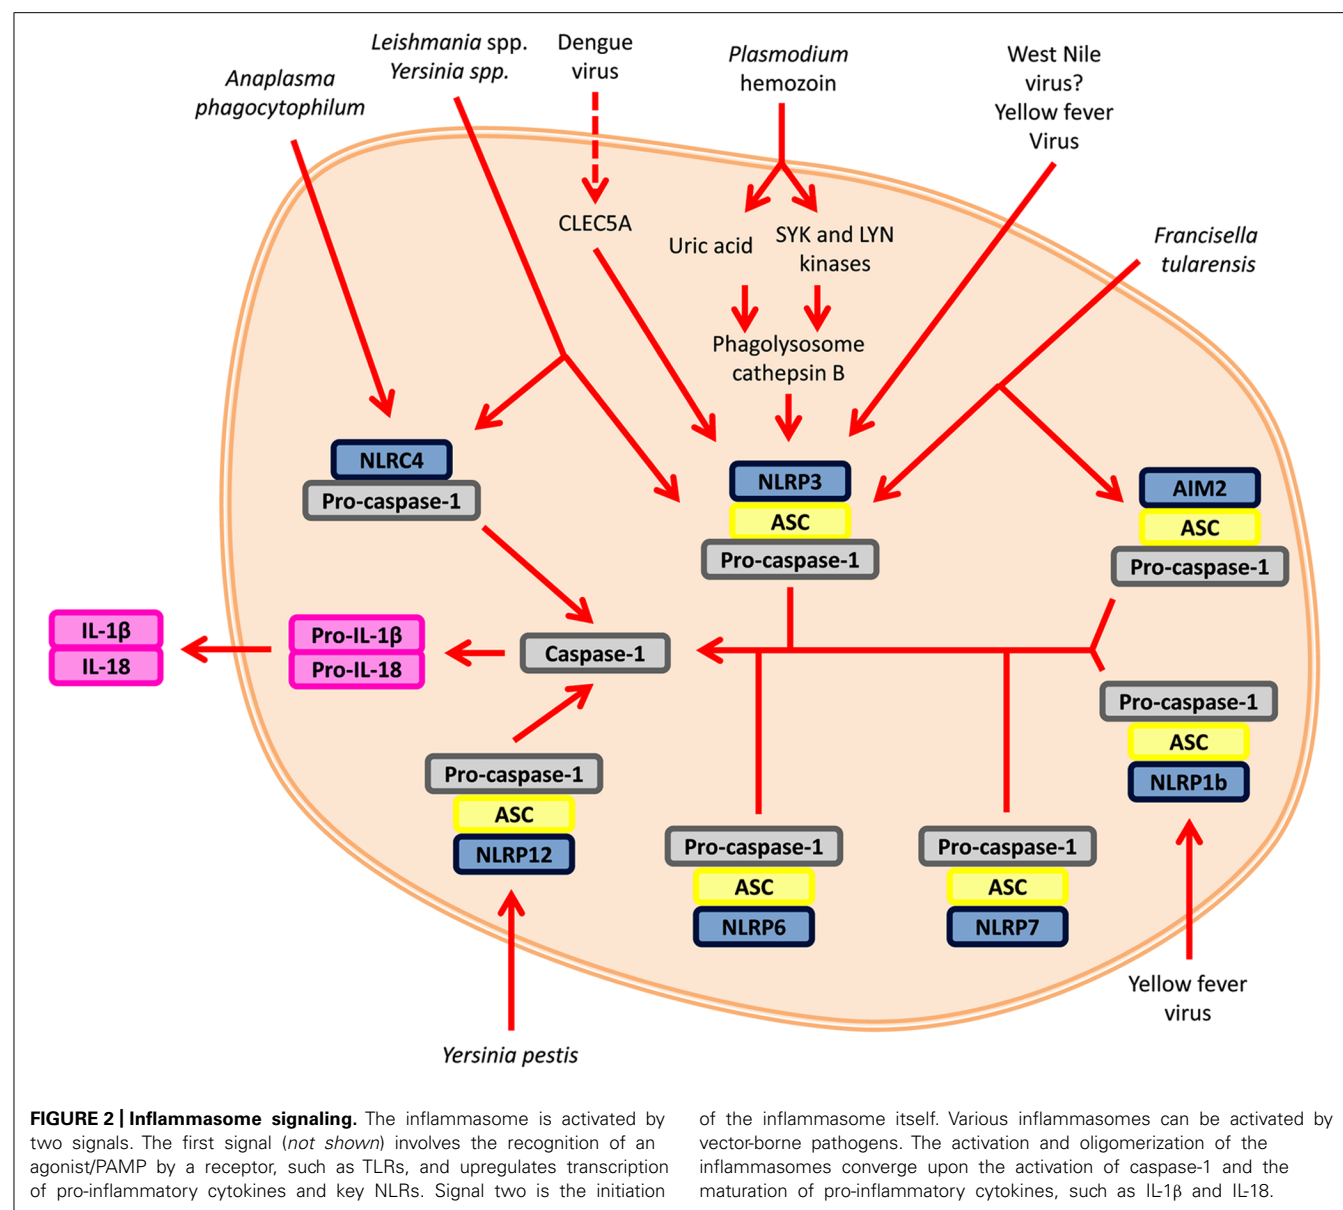 Anaplasma
phagocytophilum
Leishmania spp.
Yersinia spp.
Dengue
virus
Plasmodium
hemozoin
West Nile
virus?
Yellow fever
Virus
Francisella
tularensis
CLEC5A
Uric acid
SYK and LYN
kinases
Phagolysosome
cathepsin B
NLRC4
Pro-caspase-1
NLRP3
ASC
Pro-caspase-1
AIM2
ASC
Pro-caspase-1
IL-1β
IL-18
Pro-IL-1β
Pro-IL-18
Caspase-1
Pro-caspase-1
ASC
NLRP12
Pro-caspase-1
ASC
NLRP6
Pro-caspase-1
ASC
NLRP7
Pro-caspase-1
ASC
NLRP1b
Yellow fever
virus
Yersinia pestis
FIGURE 2 | Inflammasome signaling. The inflammasome is activated by
two signals. The first signal (not shown) involves the recognition of an
agonist/PAMP by a receptor, such as TLRs, and upregulates transcription
of pro-inflammatory cytokines and key NLRs. Signal two is the initiation
of the inflammasome itself. Various inflammasomes can be activated by
vector-borne pathogens. The activation and oligomerization of the
inflammasomes converge upon the activation of caspase-1 and the
maturation of pro-inflammatory cytokines, such as IL-1β and IL-18.